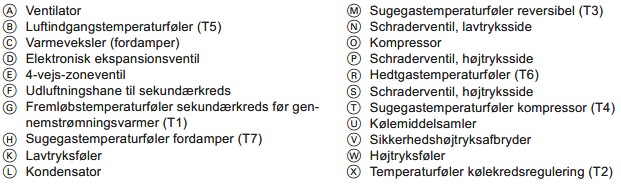 Ⓐ Ventilator
Ⓑ Luftindgangstemperaturføler (T5)
Ⓒ Varmeveksler (fordamper)
Ⓓ Elektronisk ekspansionsventil
Ⓔ 4-vejs-zoneventil
Ⓕ Udluftningshane til sekundærkreds
Ⓖ Fremløbstemperaturføler sekundærkreds før gen-
nemstrømningsvarmer (T1)
Ⓗ Sugegastemperaturføler fordamper (T7)
Ⓚ Lavtryksføler
Ⓛ Kondensator
Ⓜ Sugegastemperaturføler reversibel (T3)
Ⓝ Schraderventil, lavtryksside
Ⓞ Kompressor
Ⓟ Schraderventil, højtryksside
Ⓡ Hedtgastemperaturføler (T6)
Ⓢ Schraderventil, højtryksside
Ⓣ Sugegastemperaturføler kompressor (T4)
Ⓤ Kølemiddelsamler
Ⓥ Sikkerhedshøjtryksafbryder
Ⓦ Højtryksføler
Ⓧ Temperaturføler kølekredsregulering (T2)